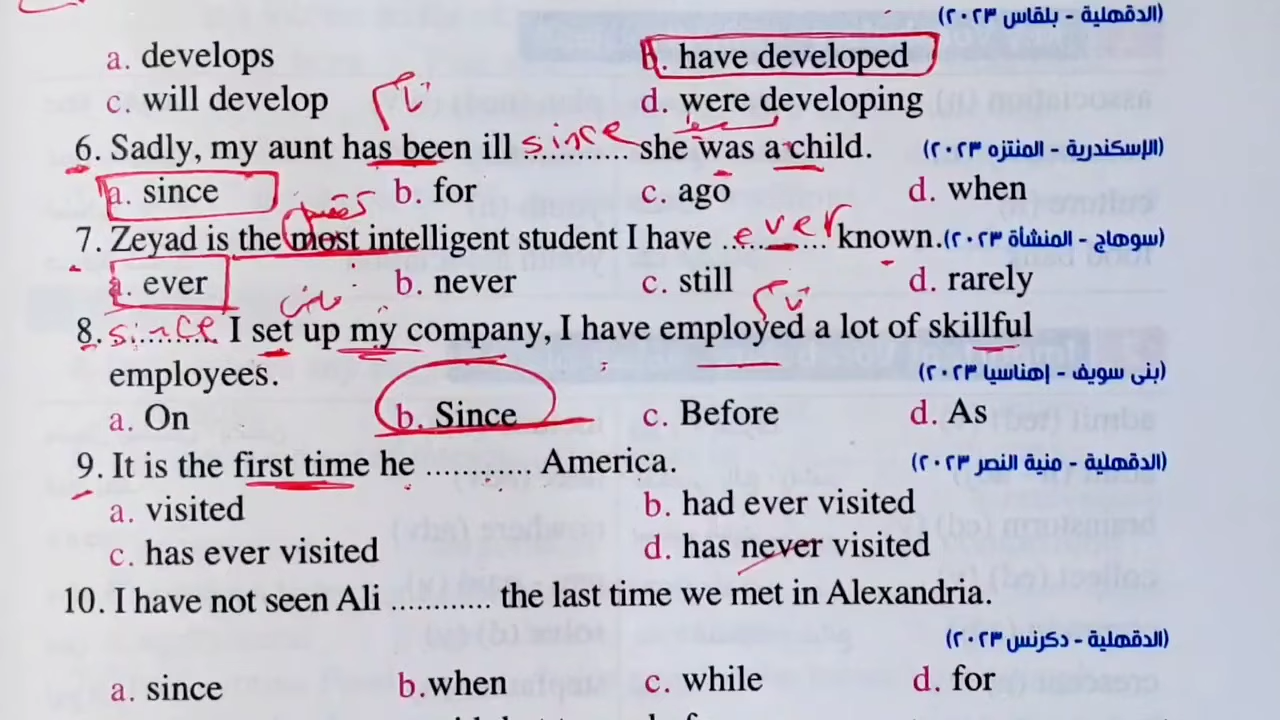 (الدقهلية - بلقاس ٢٠٢٣)
a. develops b. have developed
c. will develop d. were developing
6. Sadly, my aunt has been ill since she was a child. (الإسكندرية - المنتزه ٢٠٢٣)
a. since b. for c. ago d. when
7. Zeyad is the most intelligent student I have ever known. (سوهاج - المنشأة ٢٠٢٣)
a. ever b. never c. still d. rarely
8. since I set up my company, I have employed a lot of skillful
employees. (بنى سويف - إهناسيا ٢٠٢٣)
a. On b. Since c. Before d. As
9. It is the first time he ............ America. (الدقهلية - منية النصر ٢٠٢٣)
a. visited b. had ever visited
c. has ever visited d. has never visited
10. I have not seen Ali ............ the last time we met in Alexandria.
(الدقهلية - دكرنس ٢٠٢٣)
a. since b. when c. while d. for